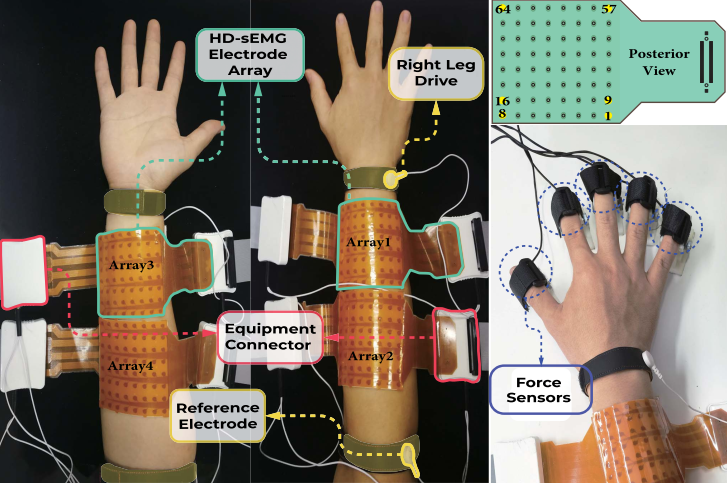 HD-sEMG
Electrode
Array
Right Leg
Drive
64
57
Posterior
View
16
9
8
1
Array3
Array1
Equipment
Connector
Array4
Array2
Reference
Electrode
Force
Sensors